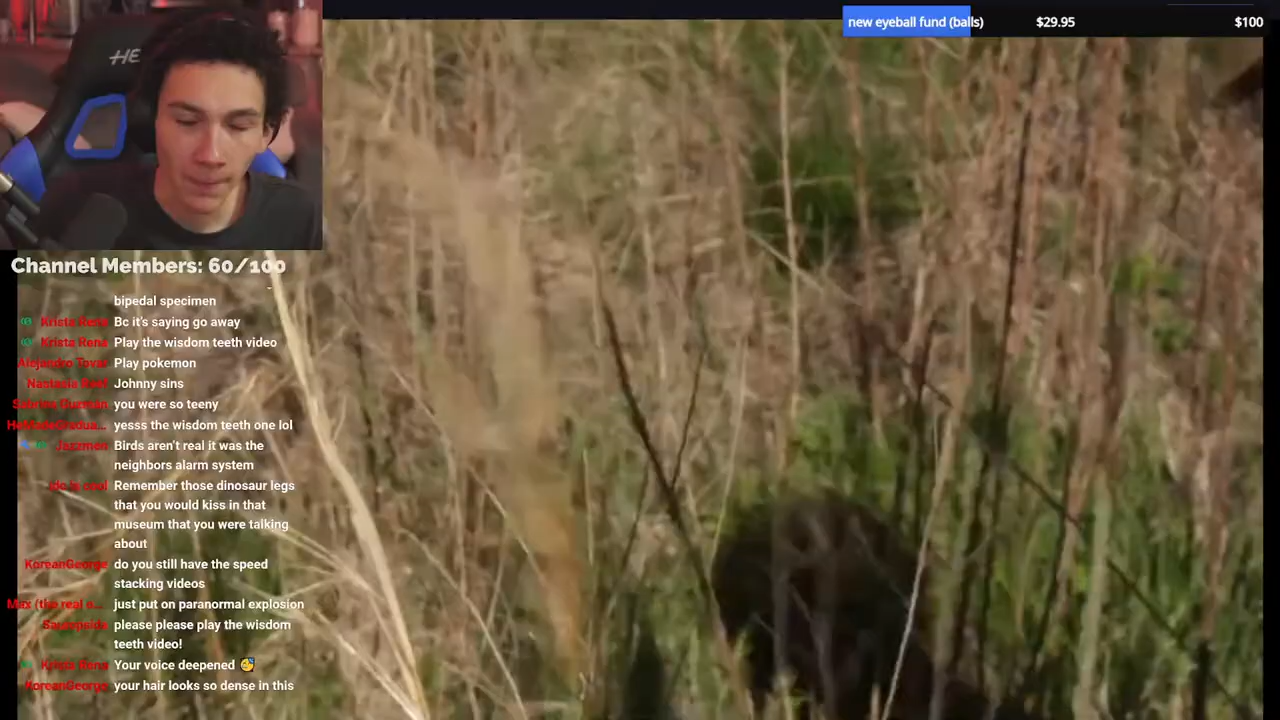 HE
new eyeball fund (balls) $29.95 $100
Channel Members: 60/100
bipedal specimen
Krista Rena Bc it's saying go away
Krista Rena Play the wisdom teeth video
Play pokemon
Johnny sins
you were so teeny
yesss the wisdom teeth one lol
Jazzmen Birds aren't real it was the
neighbors alarm system
Remember those dinosaur legs
that you would kiss in that
museum that you were talking
about
KoreanGeorge do you still have the speed
stacking videos
Max (the real o... just put on paranormal explosion
please please play the wisdom
teeth video!
Krista Rena Your voice deepened
KoreanGeorge your hair looks so dense in this